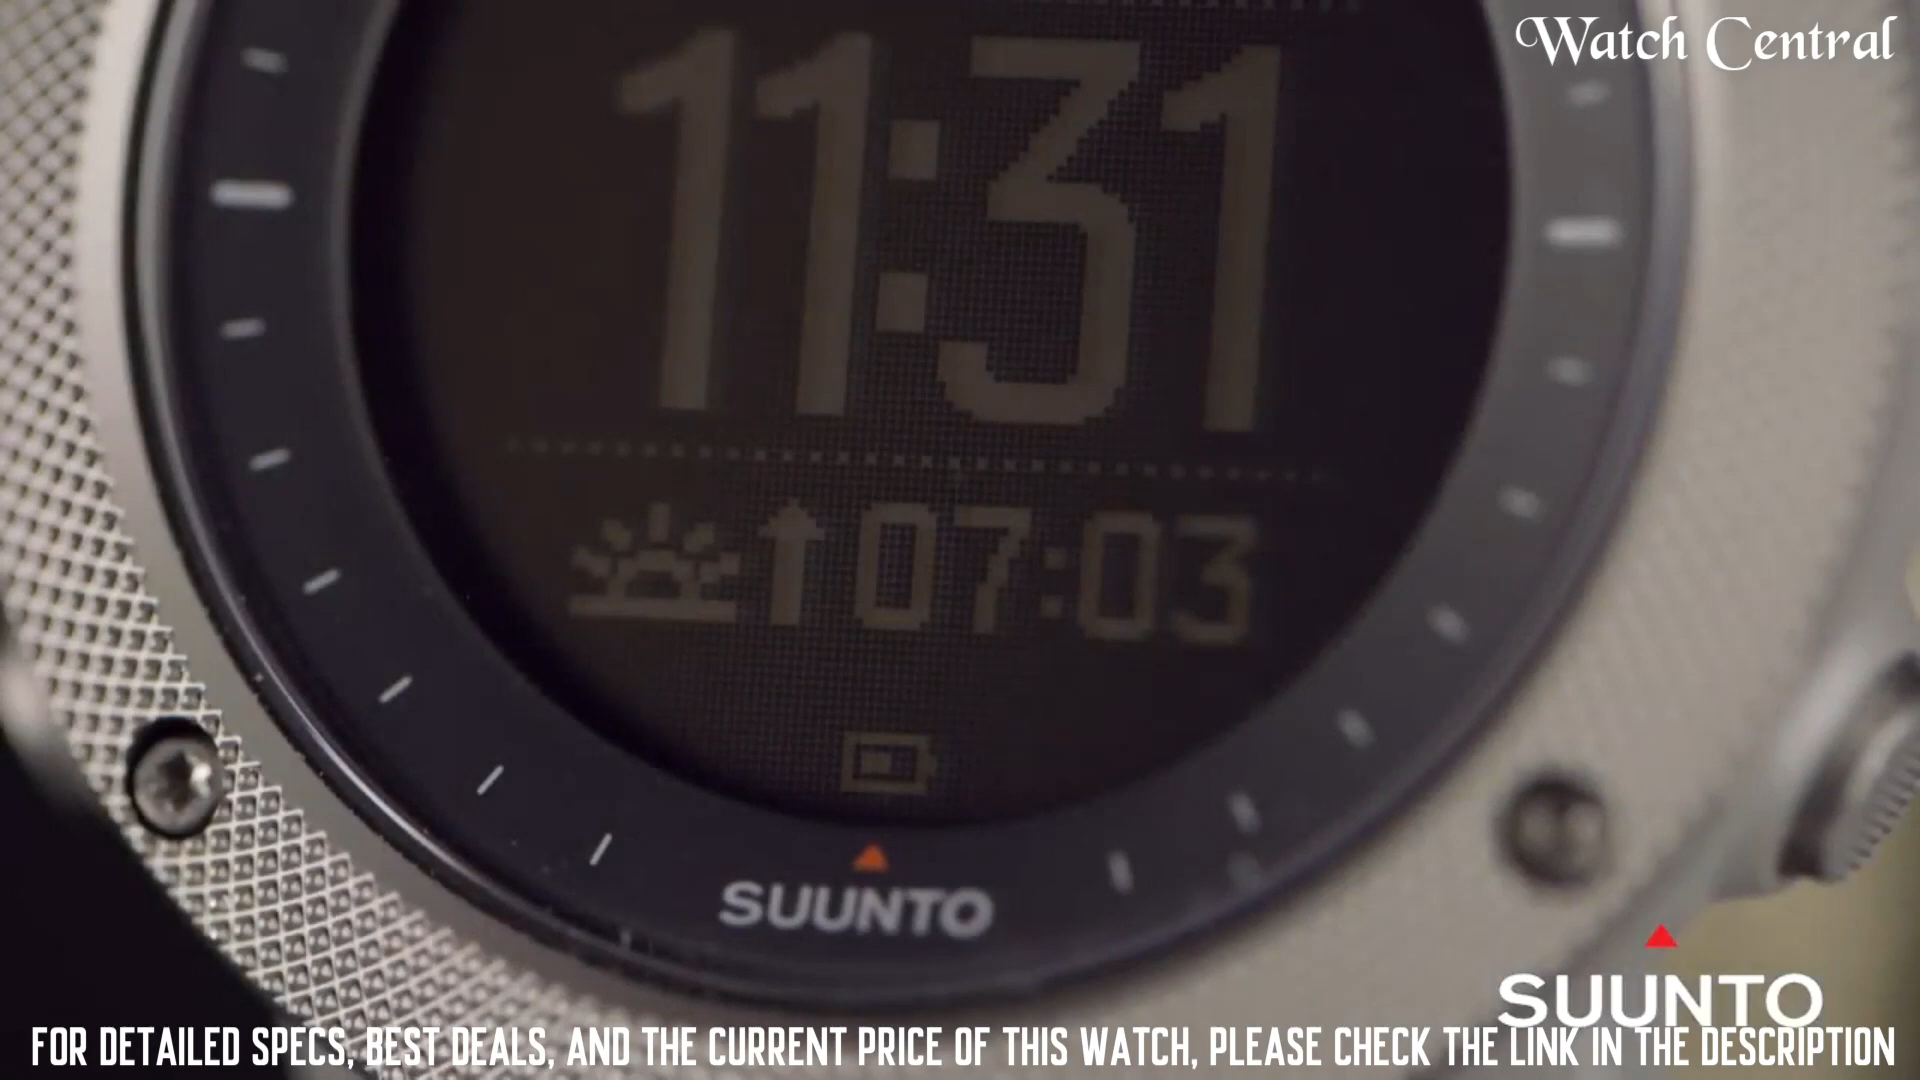 Watch Central
11:31
07:03
SUUNTO
SUUNTO
FOR DETAILED SPECS, BEST DEALS, AND THE CURRENT PRICE OF THIS WATCH, PLEASE CHECK THE LINK IN THE DESCRIPTION